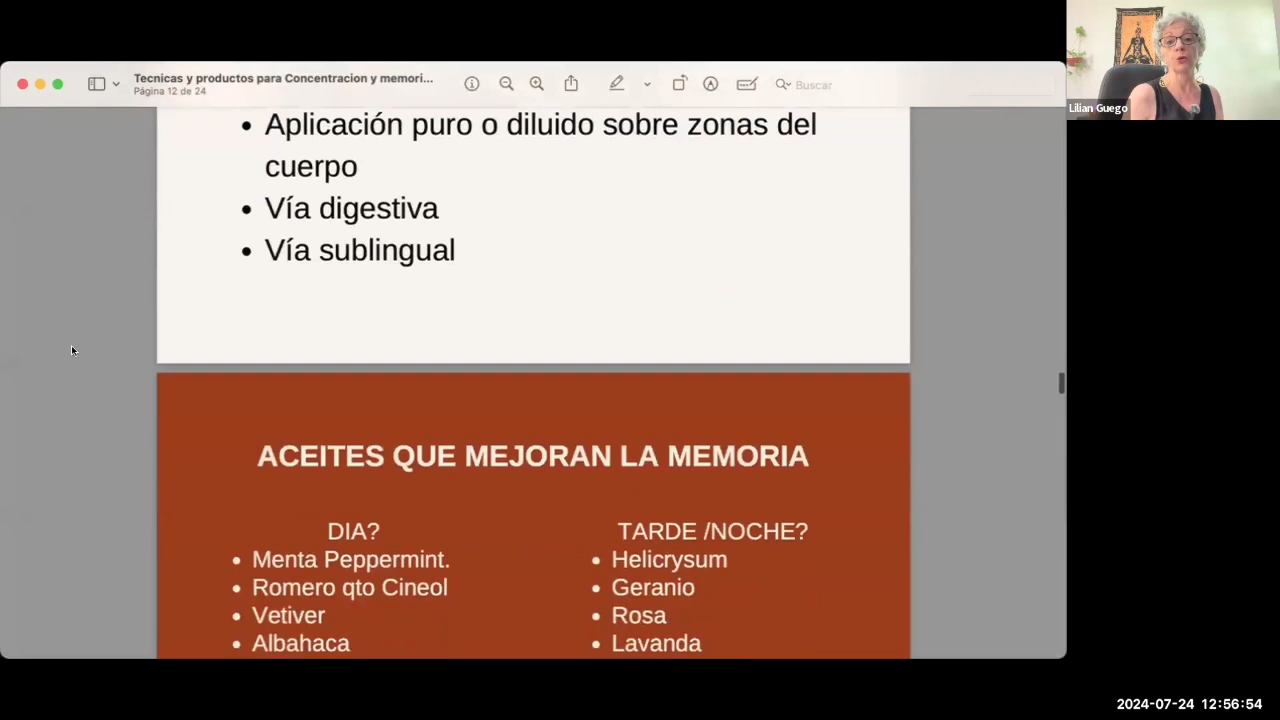 Tecnicas y productos para Concentracion y memori...
Página 12 de 24
Buscar
Lilian Guego
• Aplicación puro o diluido sobre zonas del
cuerpo
• Vía digestiva
• Vía sublingual
ACEITES QUE MEJORAN LA MEMORIA
DIA?
• Menta Peppermint.
• Romero qto Cineol
• Vetiver
• Albahaca
TARDE /NOCHE?
• Helicrysum
• Geranio
• Rosa
• Lavanda
2024-07-24 12:56:54